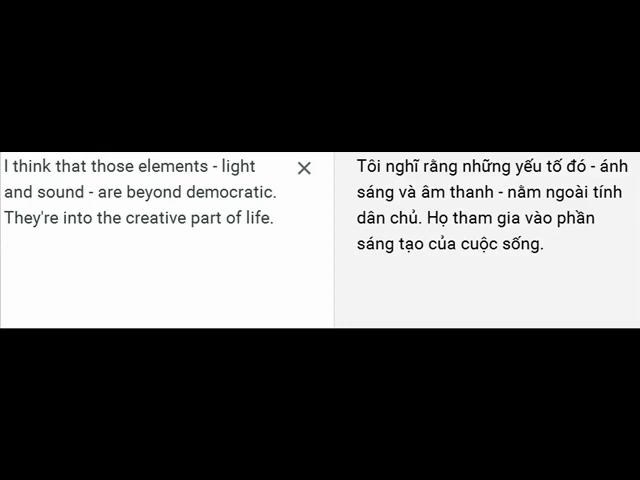 I think that those elements - light
and sound - are beyond democratic.
They're into the creative part of life.
Tôi nghĩ rằng những yếu tố đó - ánh
sáng và âm thanh - nằm ngoài tính
dân chủ. Họ tham gia vào phần
sáng tạo của cuộc sống.